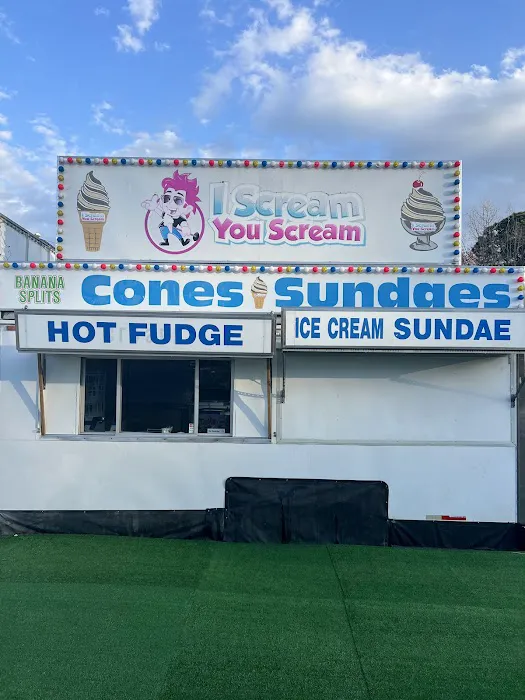 I Scream
You Scream
BANANA
SPLITS
Cones Sundaes
HOT FUDGE
ICE CREAM SUNDAE